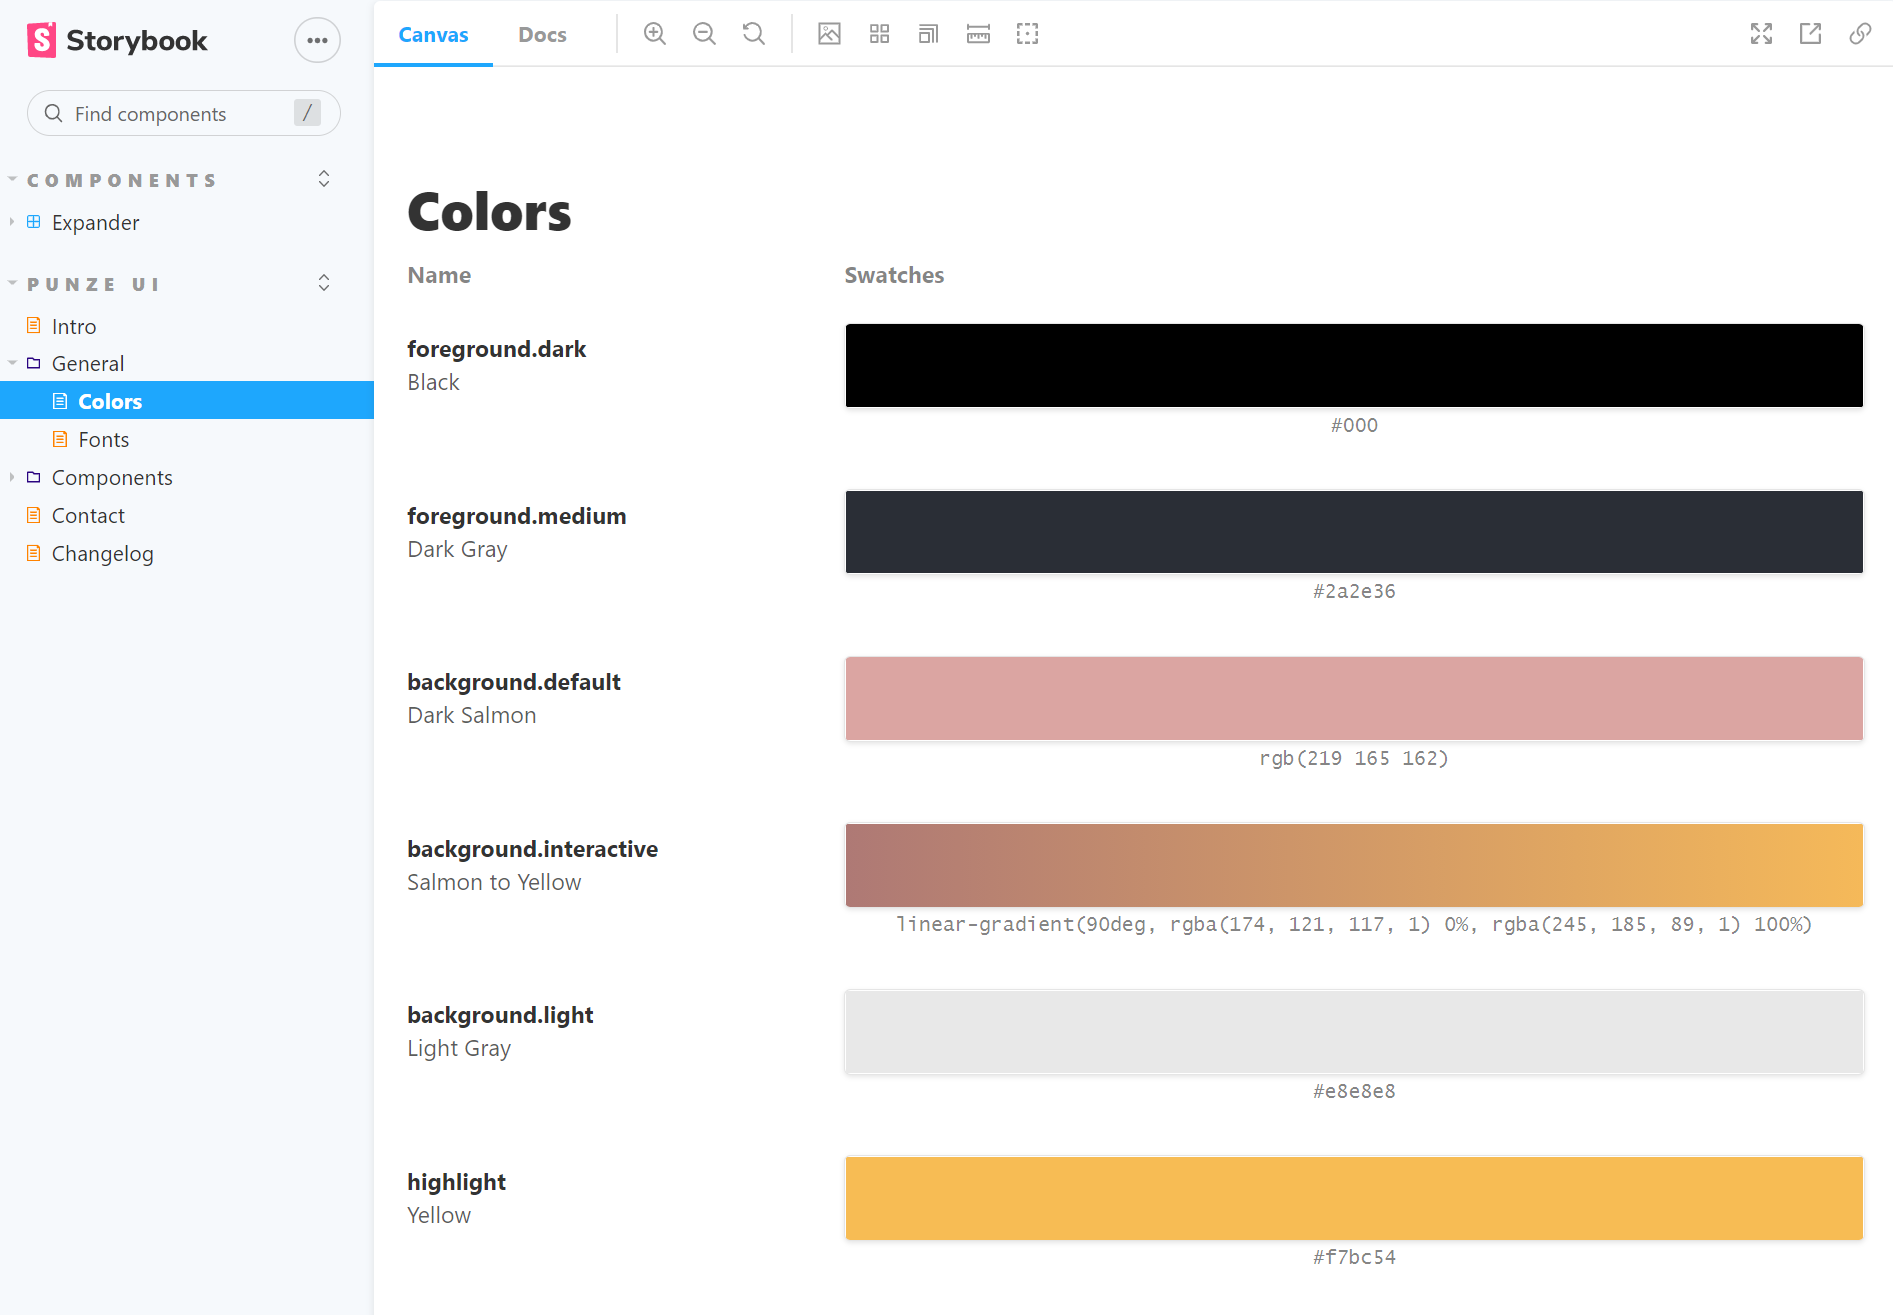 Storybook
Find components /
COMPONENTS
Expander
PUNZE UI
Intro
General
Colors
Fonts
Components
Contact
Changelog
Canvas Docs
Colors
Name Swatches
foreground.dark
Black
#000
foreground.medium
Dark Gray
#2a2e36
background.default
Dark Salmon
rgb(219 165 162)
background.interactive
Salmon to Yellow
linear-gradient(90deg, rgba(174, 121, 117, 1) 0%, rgba(245, 185, 89, 1) 100%)
background.light
Light Gray
#e8e8e8
highlight
Yellow
#f7bc54